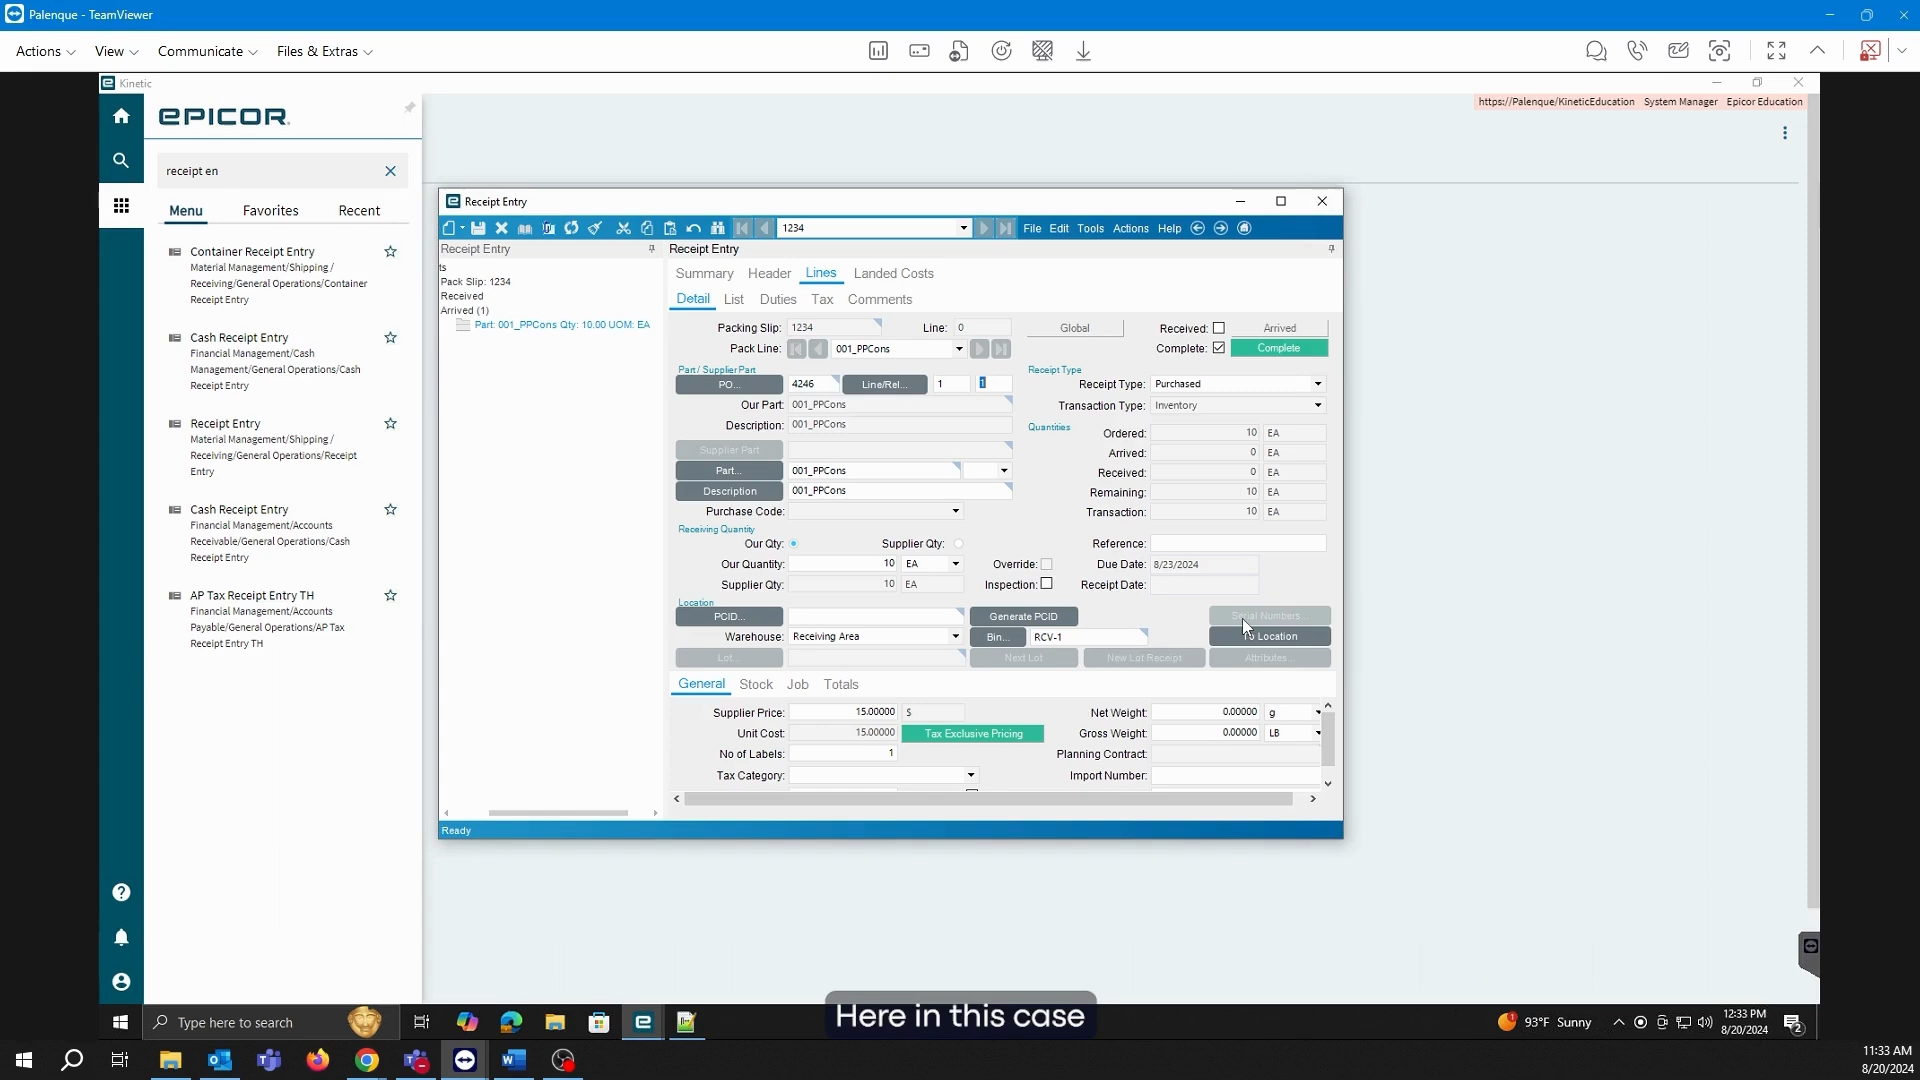 Palenque - TeamViewer
Actions View Communicate Files & Extras
Kinetic
EPICOR
https://Palenque/KineticEducation System Manager Epicor Education
receipt en
Menu Favorites Recent
Container Receipt Entry
Material Management/Shipping /
Receiving/General Operations/Container
Receipt Entry
Cash Receipt Entry
Financial Management/Cash
Management/General Operations/Cash
Receipt Entry
Receipt Entry
Material Management/Shipping /
Receiving/General Operations/Receipt
Entry
Cash Receipt Entry
Financial Management/Accounts
Receivable/General Operations/Cash
Receipt Entry
AP Tax Receipt Entry TH
Financial Management/Accounts
Payable/General Operations/AP Tax
Receipt Entry TH
Receipt Entry
1234 File Edit Tools Actions Help
Receipt Entry
ts
Pack Slip: 1234
Received
Arrived (1)
Part: 001_PPCons Qty: 10.00 UOM: EA
Receipt Entry
Summary Header Lines Landed Costs
Detail List Duties Tax Comments
Packing Slip: 1234 Line: 0 Global Received: Arrived
Pack Line: 001_PPCons Complete: Complete
Part / Supplier Part Receipt Type
PO... 4246 Line/Rel... 1 1 Receipt Type: Purchased
Our Part: 001_PPCons Transaction Type: Inventory
Description: 001_PPCons Quantities Ordered: 10 EA
Supplier Part Arrived: 0 EA
Part... 001_PPCons Received: 0 EA
Description 001_PPCons Remaining: 10 EA
Purchase Code: Transaction: 10 EA
Receiving Quantity
Our Qty: Supplier Qty: Reference:
Our Quantity: 10 EA Override: Due Date: 8/23/2024
Supplier Qty: 10 EA Inspection: Receipt Date:
Location
PCID... Generate PCID Serial Numbers...
Warehouse: Receiving Area Bin... RCV-1 To Location
Lot... Next Lot New Lot Receipt Attributes...
General Stock Job Totals
Supplier Price: 15.00000 $ Net Weight: 0.00000 g
Unit Cost: 15.00000 Tax Exclusive Pricing Gross Weight: 0.00000 LB
No of Labels: 1 Planning Contract:
Tax Category: Import Number:
Ready
Here in this case
Type here to search
93°F Sunny
12:33 PM
8/20/2024
2
11:33 AM
8/20/2024